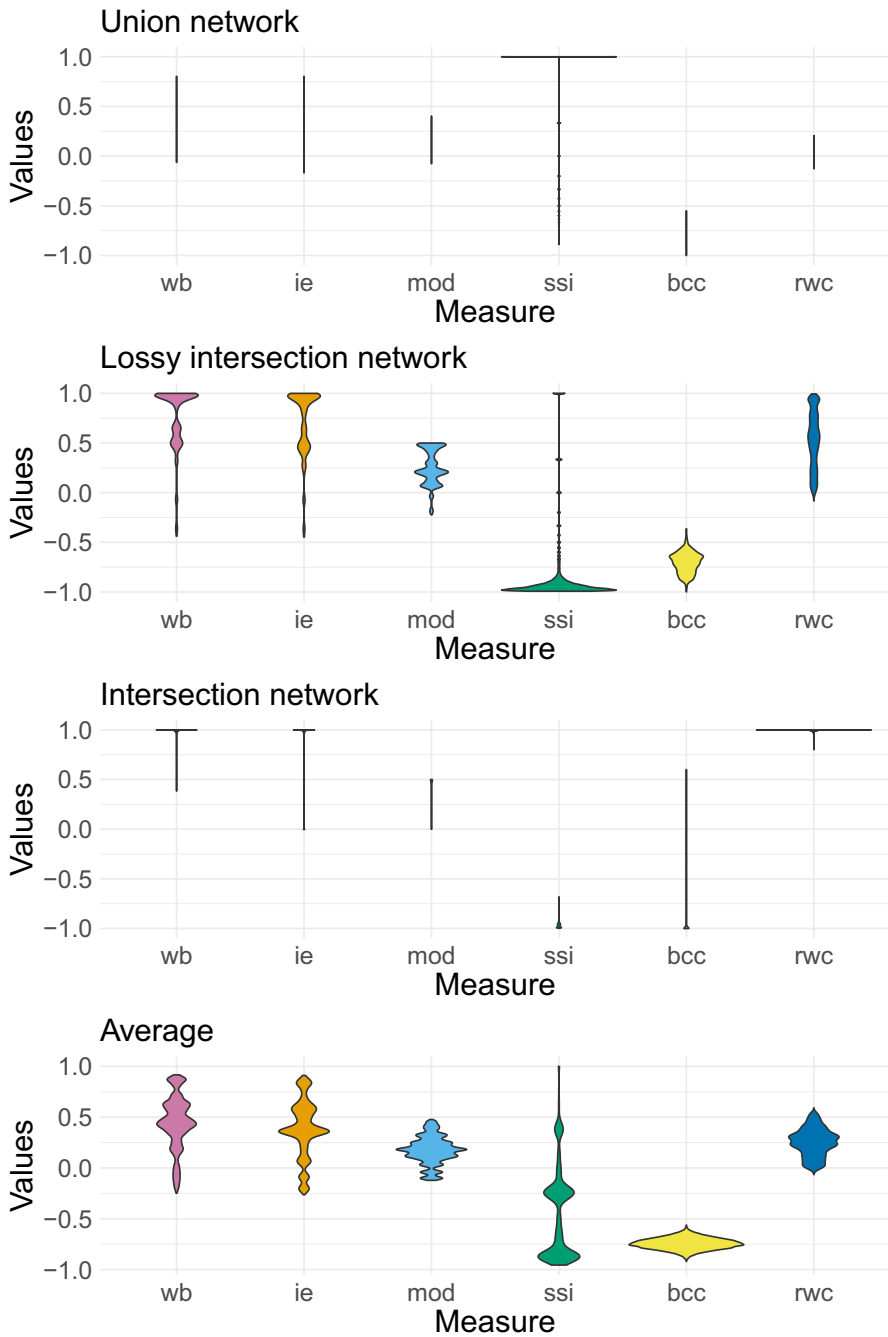 Union network
1.0
0.5
0.0
−0.5
−1.0
Values
wb ie mod ssi bcc rwc
Measure
Lossy intersection network
1.0
0.5
0.0
−0.5
−1.0
Values
wb ie mod ssi bcc rwc
Measure
Intersection network
1.0
0.5
0.0
−0.5
−1.0
Values
wb ie mod ssi bcc rwc
Measure
Average
1.0
0.5
0.0
−0.5
−1.0
Values
wb ie mod ssi bcc rwc
Measure